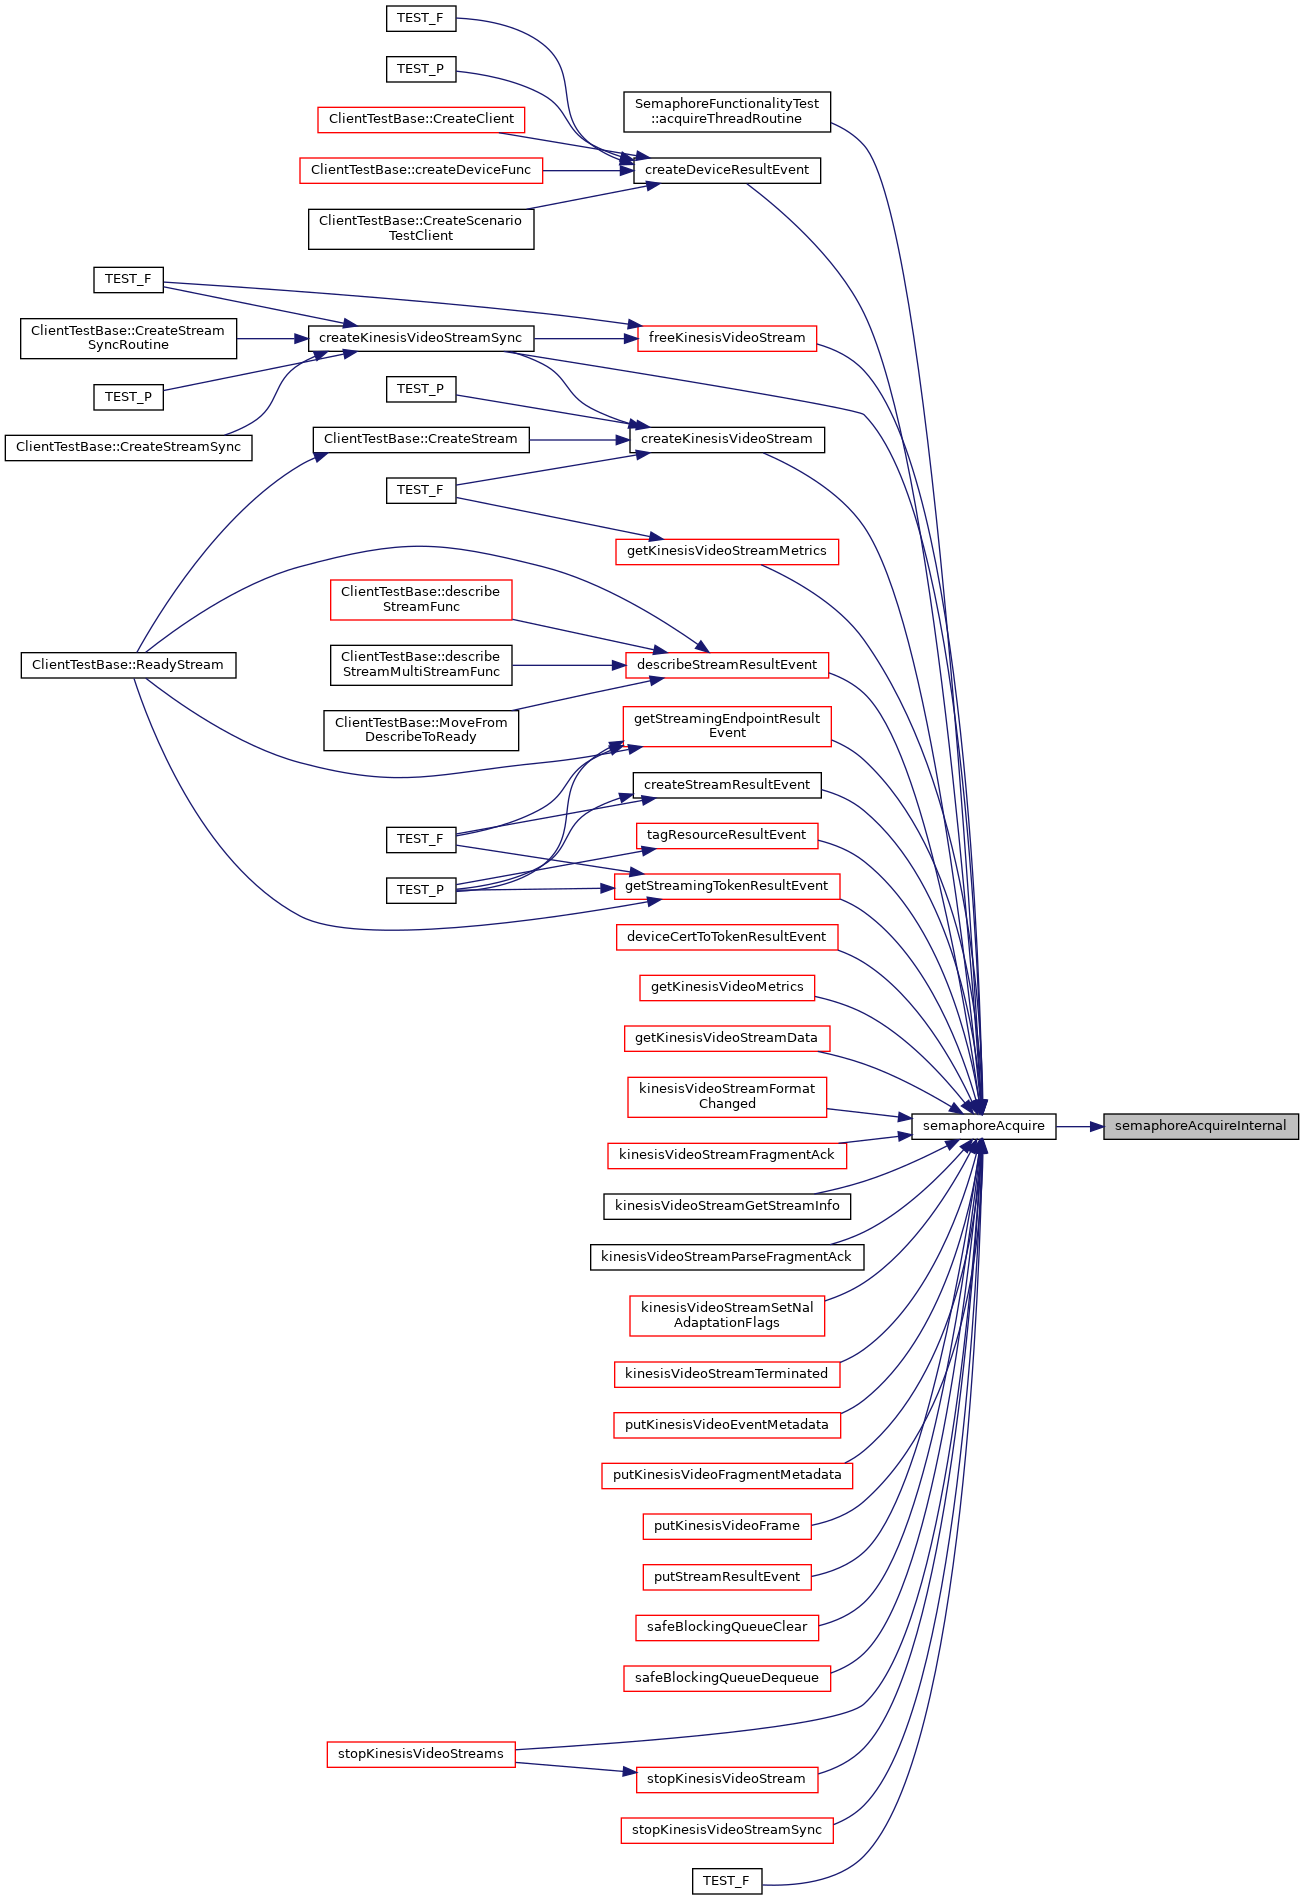 TEST_F
TEST_P
SemaphoreFunctionalityTest
::acquireThreadRoutine
ClientTestBase::CreateClient
ClientTestBase::createDeviceFunc
createDeviceResultEvent
ClientTestBase::CreateScenario
TestClient
TEST_F
ClientTestBase::CreateStream
SyncRoutine
createKinesisVideoStreamSync
freeKinesisVideoStream
TEST_P
TEST_P
ClientTestBase::CreateStreamSync
ClientTestBase::CreateStream
createKinesisVideoStream
TEST_F
getKinesisVideoStreamMetrics
ClientTestBase::describe
StreamFunc
ClientTestBase::ReadyStream
ClientTestBase::describe
StreamMultiStreamFunc
describeStreamResultEvent
ClientTestBase::MoveFrom
DescribeToReady
getStreamingEndpointResult
Event
createStreamResultEvent
TEST_F
tagResourceResultEvent
TEST_P
getStreamingTokenResultEvent
deviceCertToTokenResultEvent
getKinesisVideoMetrics
getKinesisVideoStreamData
kinesisVideoStreamFormat
Changed
semaphoreAcquire
semaphoreAcquireInternal
kinesisVideoStreamFragmentAck
kinesisVideoStreamGetStreamInfo
kinesisVideoStreamParseFragmentAck
kinesisVideoStreamSetNal
AdaptationFlags
kinesisVideoStreamTerminated
putKinesisVideoEventMetadata
putKinesisVideoFragmentMetadata
putKinesisVideoFrame
putStreamResultEvent
safeBlockingQueueClear
safeBlockingQueueDequeue
stopKinesisVideoStreams
stopKinesisVideoStream
stopKinesisVideoStreamSync
TEST_F